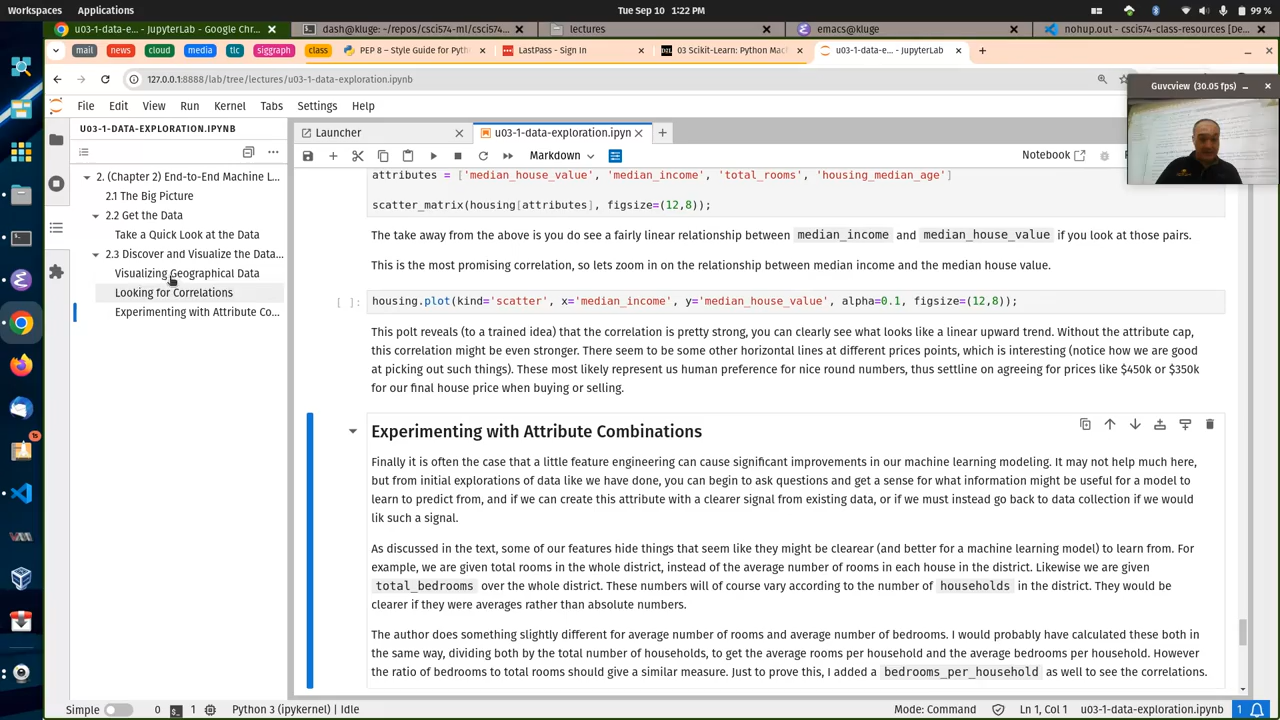 Activities
Workspaces
Tue Sep 10 1:22 PM
99 %
u03-1-data-e... - JupyterLab - Google Chr...
dash@kluge: ~/repos/csci574-ml/csci574...
lectures
emacs@kluge
nohup.out - csci574-class-resources [De...
mail
news
cloud
media
tlc
siggraph
class
PEP 8 – Style Guide for Pyth
LastPass - Sign In
03 Scikit-Learn: Python Mac
u03-1-data-e... - JupyterLab
127.0.0.1:8888/lab/tree/lectures/u03-1-data-exploration.ipynb
Guvcview (30.05 fps)
File Edit View Run Kernel Tabs Settings Help
U03-1-DATA-EXPLORATION.IPYNB
2. (Chapter 2) End-to-End Machine L...
2.1 The Big Picture
2.2 Get the Data
Take a Quick Look at the Data
2.3 Discover and Visualize the Data...
Visualizing Geographical Data
Looking for Correlations
Experimenting with Attribute Co...
Launcher
u03-1-data-exploration.ipyn
Markdown
Notebook
attributes = ['median_house_value', 'median_income', 'total_rooms', 'housing_median_age']
scatter_matrix(housing[attributes], figsize=(12,8));
The take away from the above is you do see a fairly linear relationship between median_income and median_house_value if you look at those pairs.
This is the most promising correlation, so lets zoom in on the relationship between median income and the median house value.
[ ]: housing.plot(kind='scatter', x='median_income', y='median_house_value', alpha=0.1, figsize=(12,8));
This polt reveals (to a trained idea) that the correlation is pretty strong, you can clearly see what looks like a linear upward trend. Without the attribute cap,
this correlation might be even stronger. There seem to be some other horizontal lines at different prices points, which is interesting (notice how we are good
at picking out such things). These most likely represent us human preference for nice round numbers, thus settline on agreeing for prices like $450k or $350k
for our final house price when buying or selling.
Experimenting with Attribute Combinations
Finally it is often the case that a little feature engineering can cause significant improvements in our machine learning modeling. It may not help much here,
but from initial explorations of data like we have done, you can begin to ask questions and get a sense for what information might be useful for a model to
learn to predict from, and if we can create this attribute with a clearer signal from existing data, or if we must instead go back to data collection if we would
lik such a signal.
As discussed in the text, some of our features hide things that seem like they might be clearear (and better for a machine learning model) to learn from. For
example, we are given total rooms in the whole district, instead of the average number of rooms in each house in the district. Likewise we are given
total_bedrooms over the whole district. These numbers will of course vary according to the number of households in the district. They would be
clearer if they were averages rather than absolute numbers.
The author does something slightly different for average number of rooms and average number of bedrooms. I would probably have calculated these both in
the same way, dividing both by the total number of households, to get the average rooms per household and the average bedrooms per household. However
the ratio of bedrooms to total rooms should give a similar measure. Just to prove this, I added a bedrooms_per_household as well to see the correlations.
Simple
0
1
Python 3 (ipykernel) | Idle
Mode: Command
Ln 1, Col 1
u03-1-data-exploration.ipynb
1